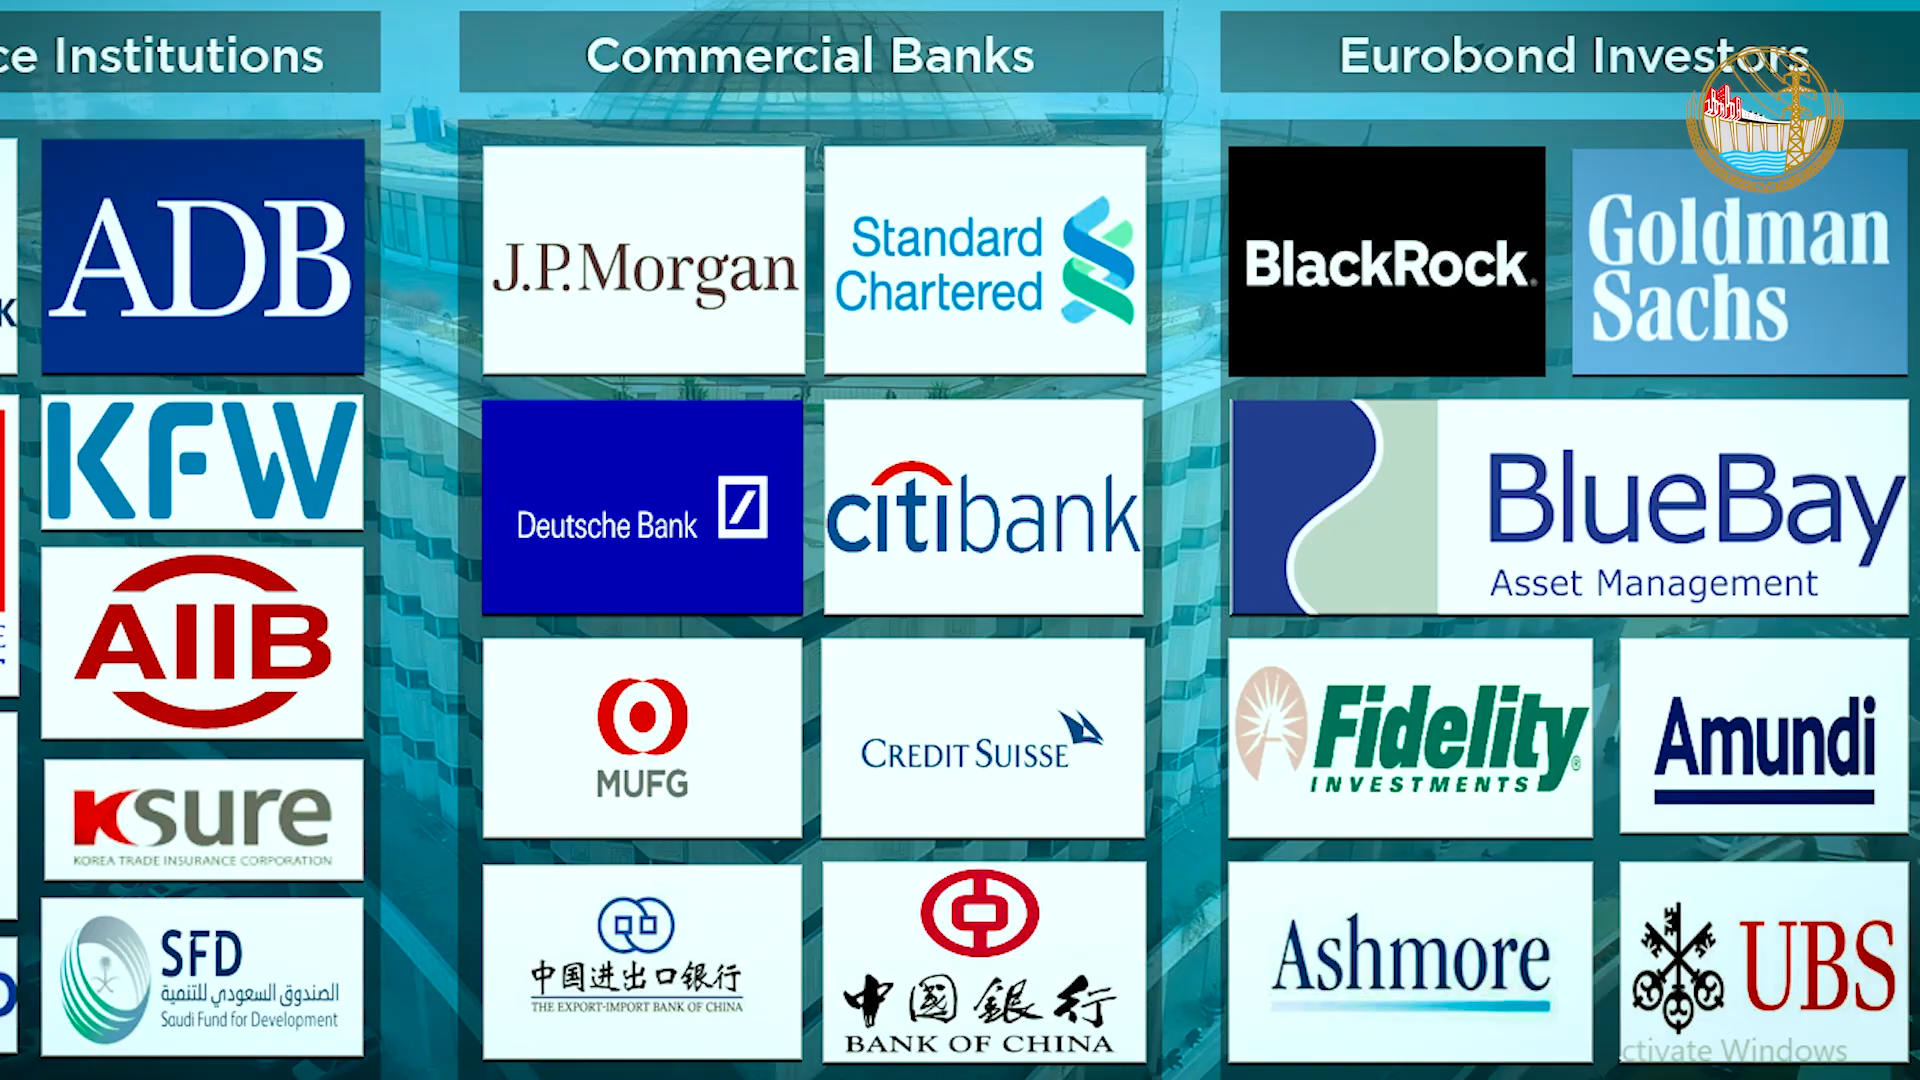 ce Institutions
ADB
K
KFW
AIIB
ksure
KOREA TRADE INSURANCE CORPORATION
SFD
الصندوق السعودي للتنمية
Saudi Fund for Development
Commercial Banks
J.P.Morgan
Standard
Chartered
Deutsche Bank
citibank
MUFG
CREDIT SUISSE
中国进出口银行
THE EXPORT-IMPORT BANK OF CHINA
中國銀行
BANK OF CHINA
Eurobond Investors
BlackRock.
Goldman
Sachs
BlueBay
Asset Management
Fidelity
INVESTMENTS
Amundi
Ashmore
UBS
ctivate Windows